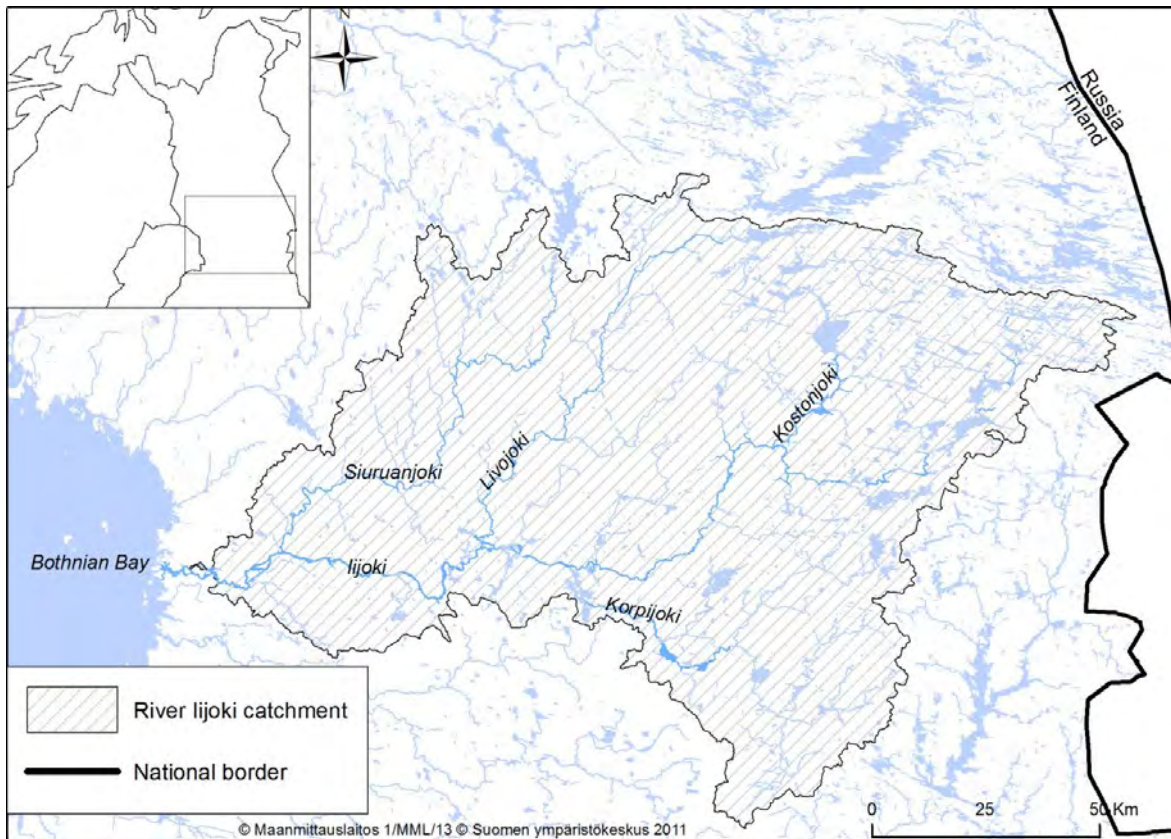 N
Russia
Finland
Kostonjoki
Livojoki
Siuruanjoki
Bothnian Bay
Iijoki
Korpijoki
River Iijoki catchment
National border
0 25 50 Km
© Maanmittauslaitos 1/MML/13 © Suomen ympäristökeskus 2011